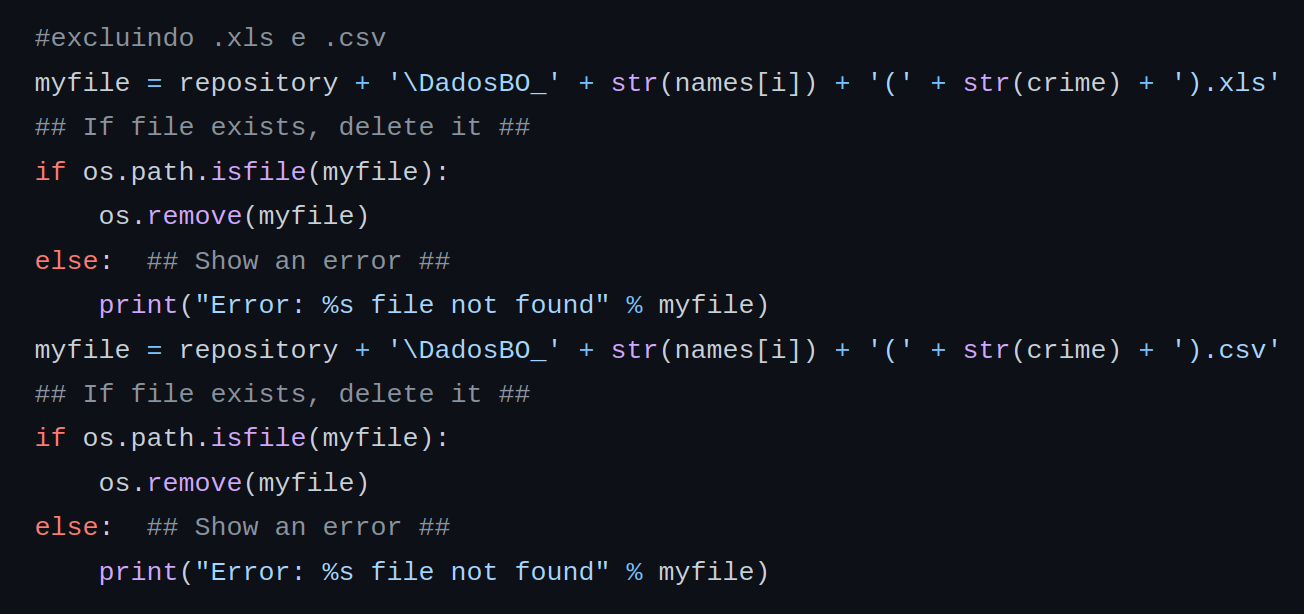 #excluindo .xls e .csv
myfile = repository + '\DadosBO_' + str(names[i]) + '(' + str(crime) + ').xls'
## If file exists, delete it ##
if os.path.isfile(myfile):
    os.remove(myfile)
else:  ## Show an error ##
    print("Error: %s file not found" % myfile)
myfile = repository + '\DadosBO_' + str(names[i]) + '(' + str(crime) + ').csv'
## If file exists, delete it ##
if os.path.isfile(myfile):
    os.remove(myfile)
else:  ## Show an error ##
    print("Error: %s file not found" % myfile)